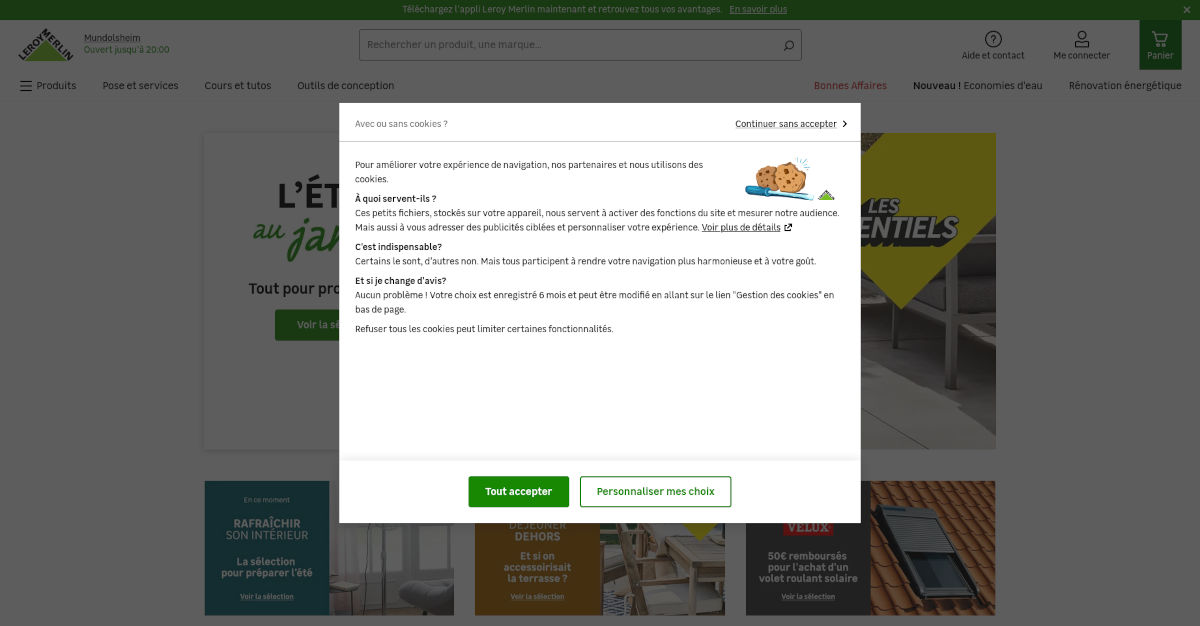 Téléchargez l'appli Leroy Merlin maintenant et retrouvez tous vos avantages. En savoir plus
LEROY MERLIN
Mundolsheim
Ouvert jusqu'à 20:00
Rechercher un produit, une marque...
Aide et contact
Me connecter
Panier
Produits
Pose et services
Cours et tutos
Outils de conception
Bonnes Affaires
Nouveau ! Economies d'eau
Rénovation énergétique
Avec ou sans cookies ?
Continuer sans accepter
Pour améliorer votre expérience de navigation, nos partenaires et nous utilisons des
cookies.
À quoi servent-ils ?
Ces petits fichiers, stockés sur votre appareil, nous servent à activer des fonctions du site et mesurer notre audience.
Mais aussi à vous adresser des publicités ciblées et personnaliser votre expérience. Voir plus de détails
C'est indispensable?
Certains le sont, d'autres non. Mais tous participent à rendre votre navigation plus harmonieuse et à votre goût.
Et si je change d'avis?
Aucun problème ! Votre choix est enregistré 6 mois et peut être modifié en allant sur le lien "Gestion des cookies" en
bas de page.
Refuser tous les cookies peut limiter certaines fonctionnalités.
Tout accepter
Personnaliser mes choix
L'ÉT
au jar
Tout pour pro
Voir la sé
LES
ENTIELS
En ce moment
RAFRAÎCHIR
SON INTÉRIEUR
La sélection
pour préparer l'été
Voir la sélection
DÉJEUNER
DEHORS
Et si on
accessoirisait
la terrasse ?
Voir la sélection
VELUX
50€ remboursés
pour l'achat d'un
volet roulant solaire
Voir la sélection